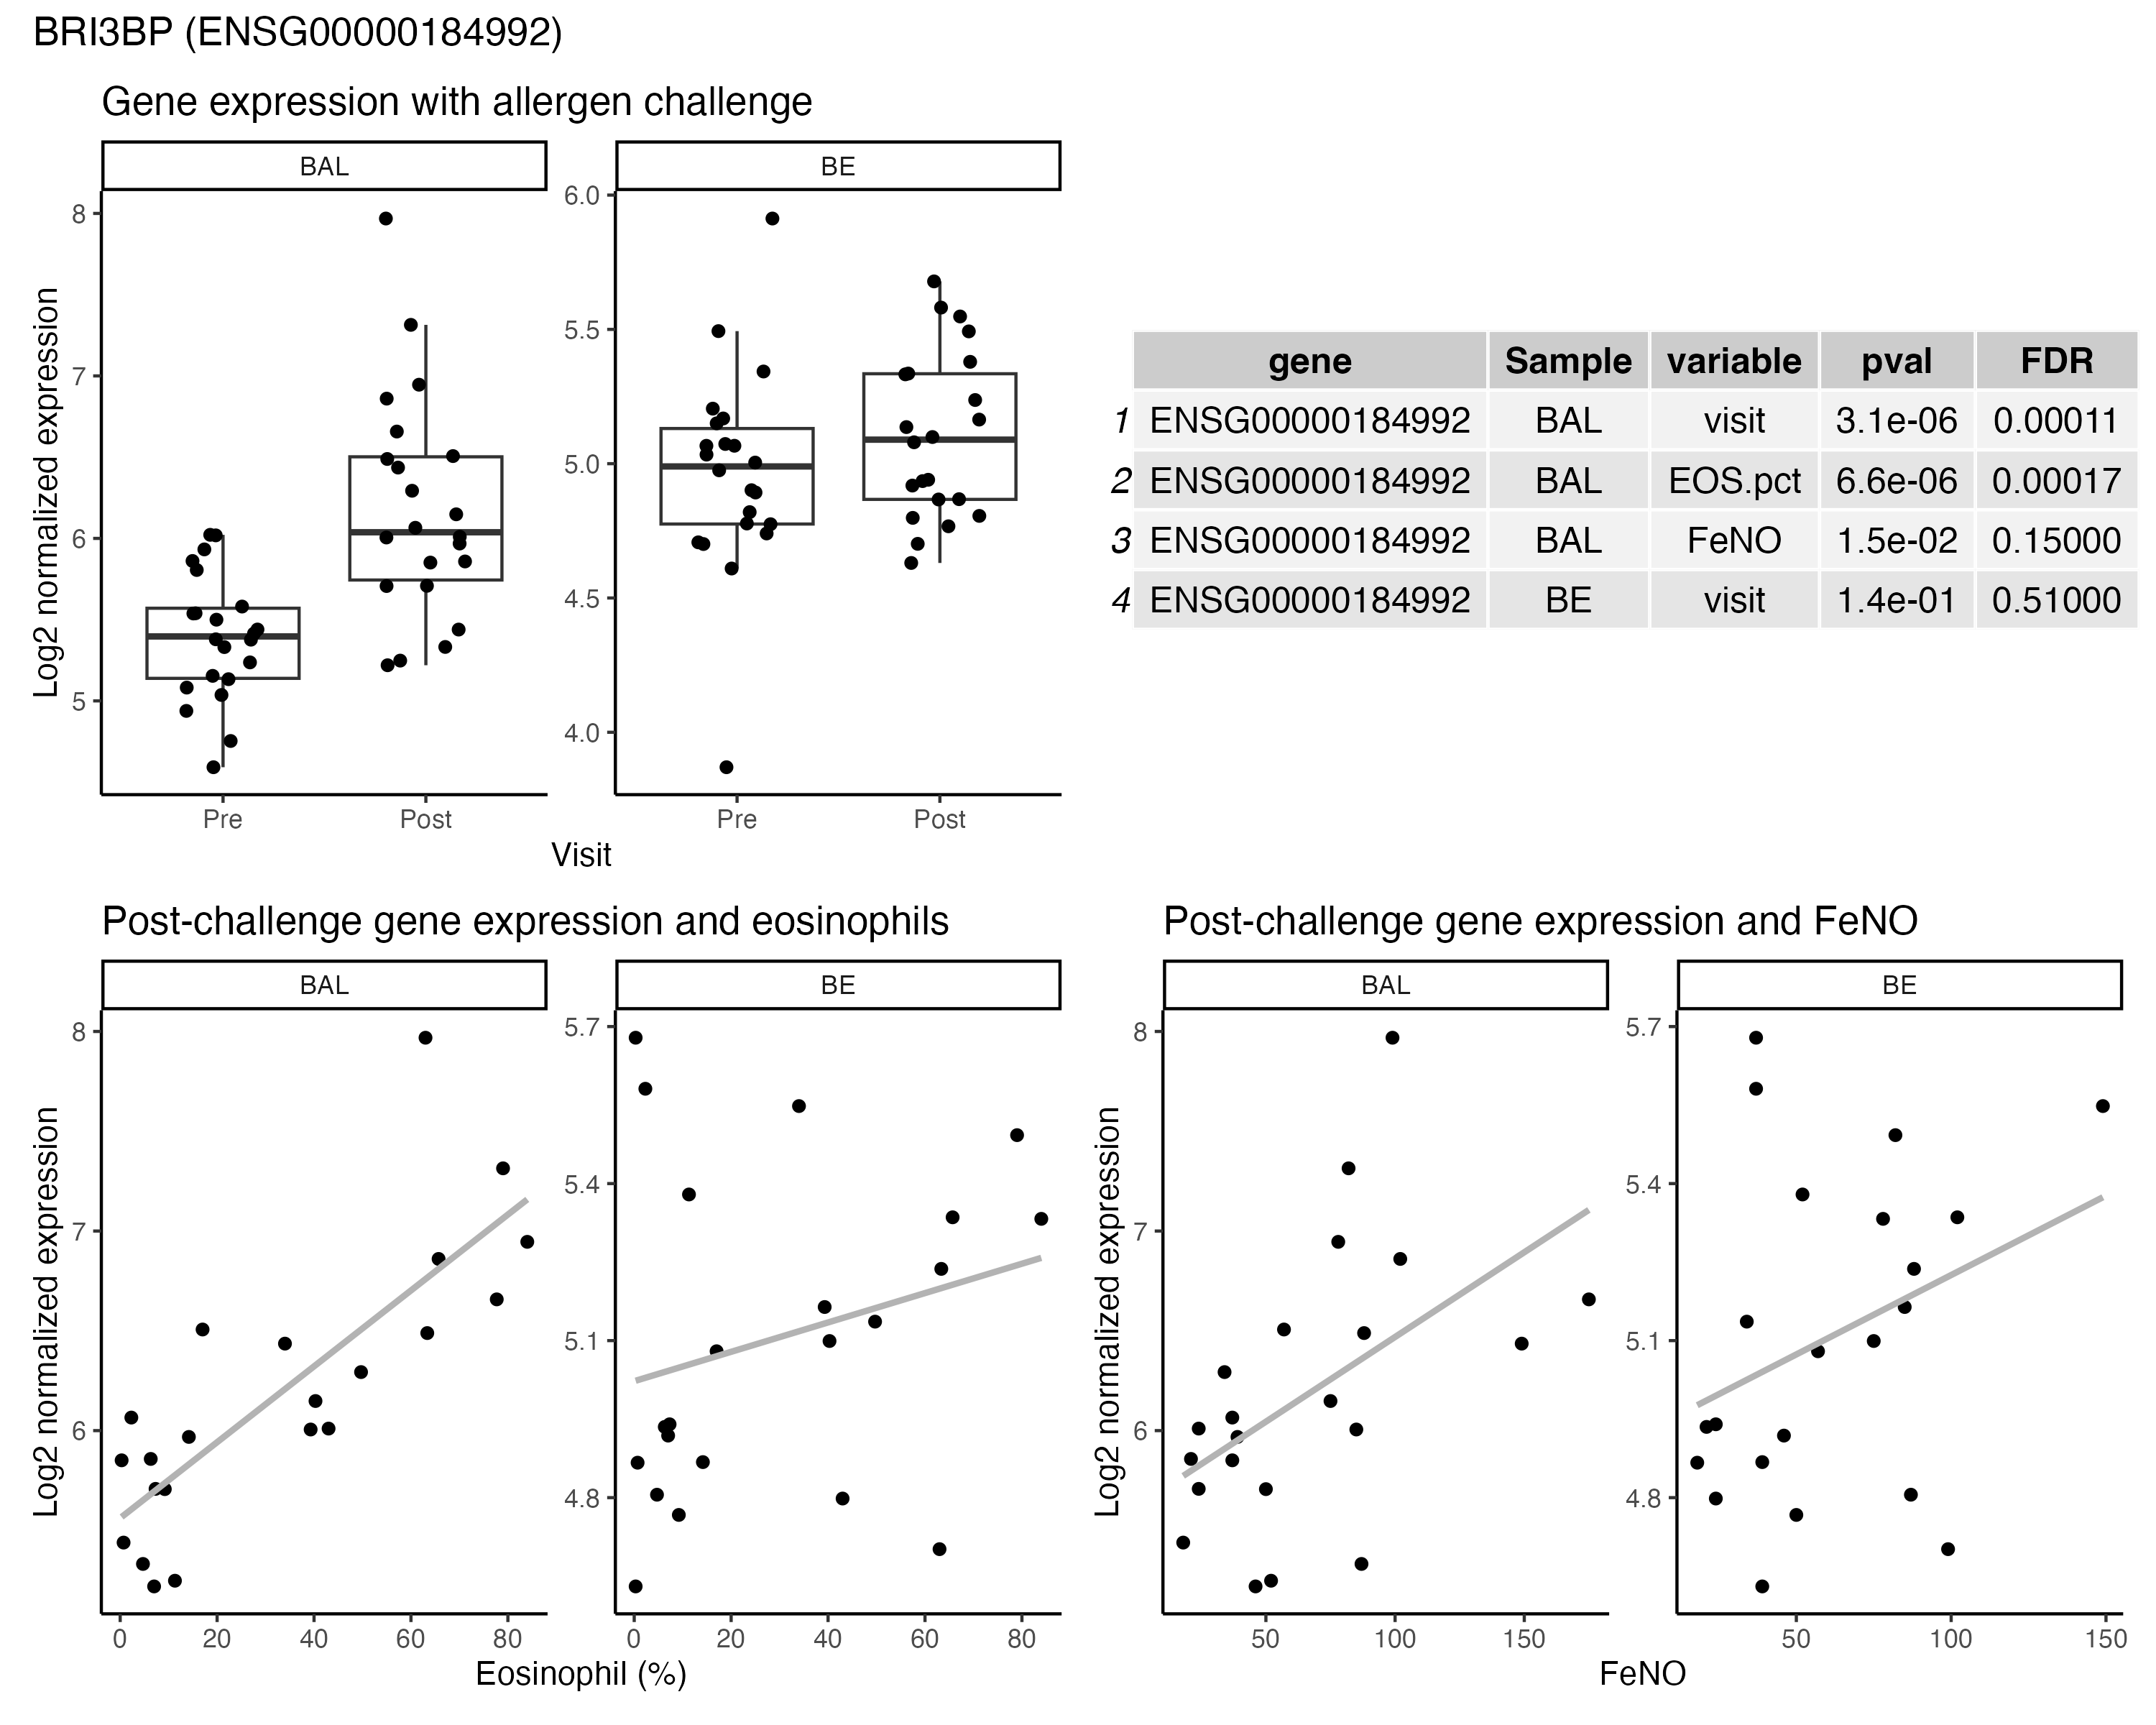 BRI3BP (ENSG00000184992)
Gene expression with allergen challenge
BAL
BE
Log2 normalized expression
8
7
6
5
6.0
5.5
5.0
4.5
4.0
Pre
Post
Pre
Post
Visit
gene Sample variable pval FDR
1 ENSG00000184992 BAL visit 3.1e-06 0.00011
2 ENSG00000184992 BAL EOS.pct 6.6e-06 0.00017
3 ENSG00000184992 BAL FeNO 1.5e-02 0.15000
4 ENSG00000184992 BE visit 1.4e-01 0.51000
Post-challenge gene expression and eosinophils
BAL
BE
Log2 normalized expression
8
7
6
5.7
5.4
5.1
4.8
0 20 40 60 80
0 20 40 60 80
Eosinophil (%)
Post-challenge gene expression and FeNO
BAL
BE
Log2 normalized expression
8
7
6
5.7
5.4
5.1
4.8
50 100 150
50 100 150
FeNO